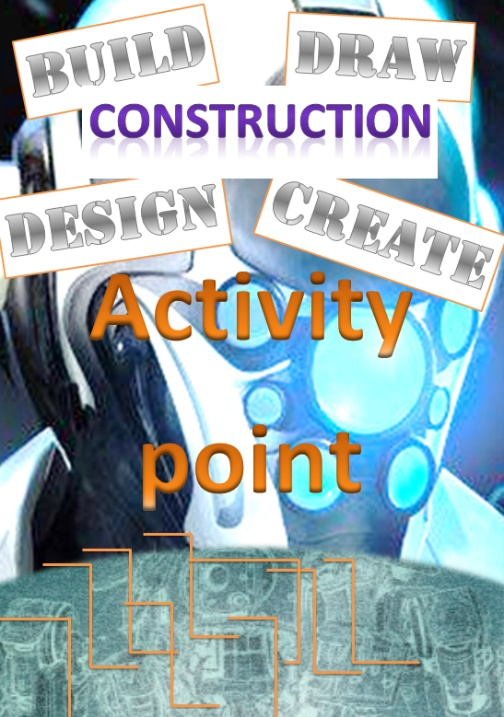 BUILD
DRAW
CONSTRUCTION
DESIGN
CREATE
Activity
point